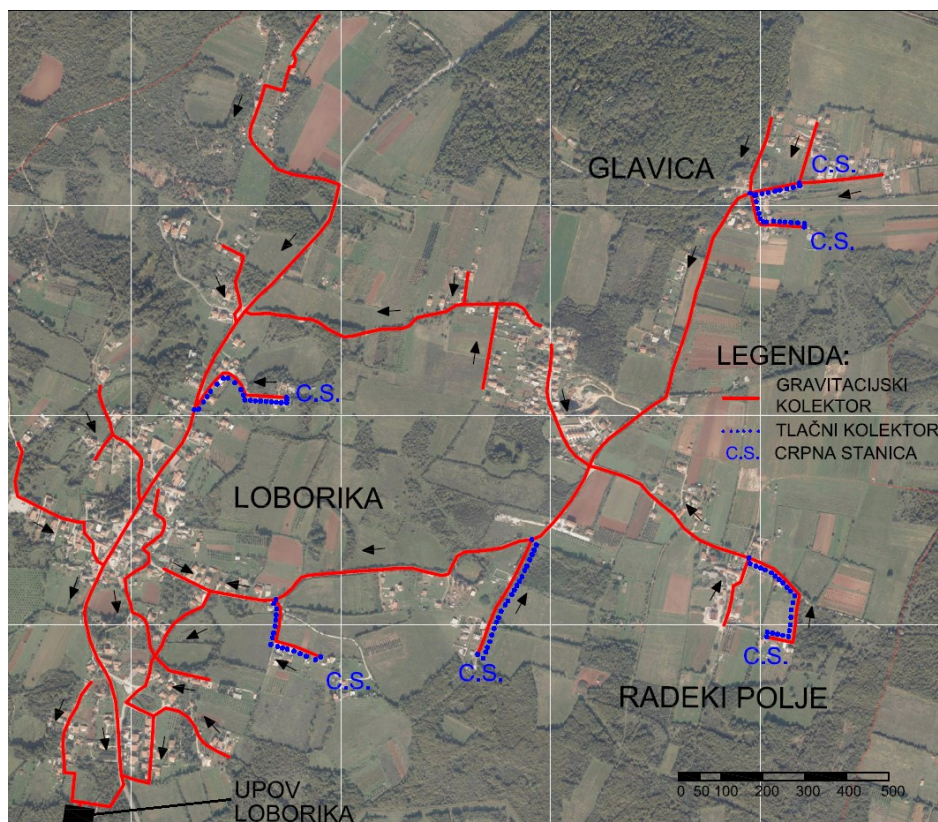 GLAVICA
C.S.
C.S.
LEGENDA:
GRAVITACIJSKI
KOLEKTOR
TLAČNI KOLEKTOR
C.S. CRPNA STANICA
C.S.
LOBORIKA
C.S.
C.S.
C.S.
RADEKI POLJE
0 50 100 200 300 400 500
UPOV
LOBORIKA